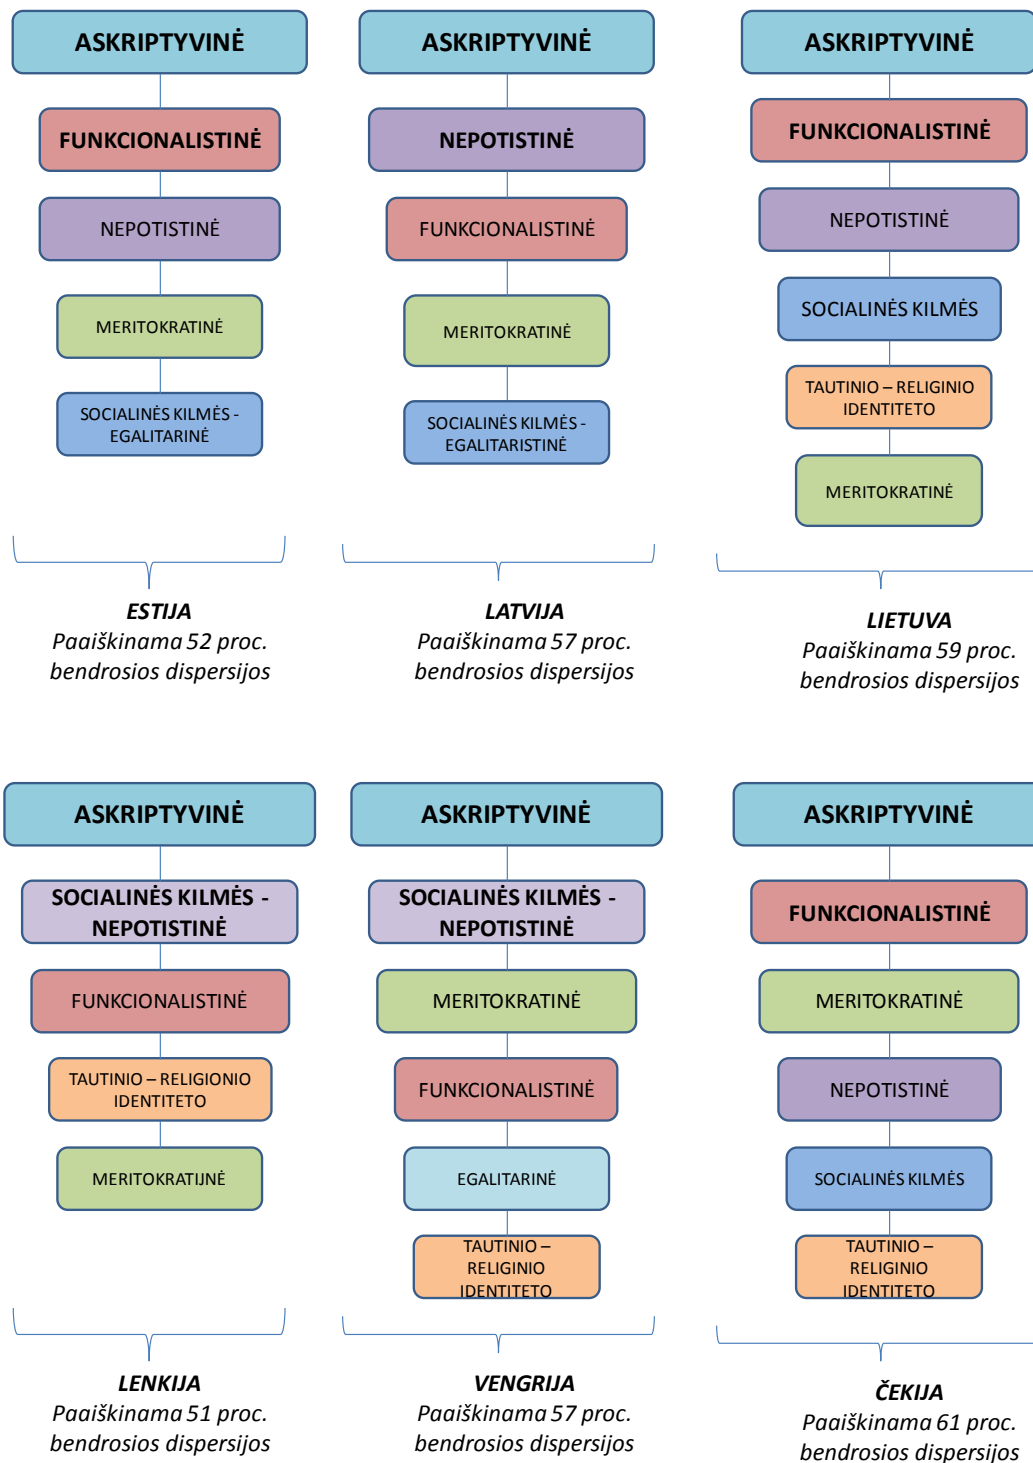 ASKRIPTYVINĖ
FUNKCIONALISTINĖ
NEPOTISTINĖ
MERITOKRATINĖ
SOCIALINĖS KILMĖS -
EGALITARINĖ
ESTIJA
Paaiškinama 52 proc.
bendrosios dispersijos
ASKRIPTYVINĖ
NEPOTISTINĖ
FUNKCIONALISTINĖ
MERITOKRATINĖ
SOCIALINĖS KILMĖS -
EGALITARISTINĖ
LATVIJA
Paaiškinama 57 proc.
bendrosios dispersijos
ASKRIPTYVINĖ
FUNKCIONALISTINĖ
NEPOTISTINĖ
SOCIALINĖS KILMĖS
TAUTINIO – RELIGINIO
IDENTITETO
MERITOKRATINĖ
LIETUVA
Paaiškinama 59 proc.
bendrosios dispersijos
ASKRIPTYVINĖ
SOCIALINĖS KILMĖS -
NEPOTISTINĖ
FUNKCIONALISTINĖ
TAUTINIO – RELIGIONIO
IDENTITETO
MERITOKRATIJNĖ
LENKIJA
Paaiškinama 51 proc.
bendrosios dispersijos
ASKRIPTYVINĖ
SOCIALINĖS KILMĖS -
NEPOTISTINĖ
MERITOKRATINĖ
FUNKCIONALISTINĖ
EGALITARINĖ
TAUTINIO –
RELIGINIO
IDENTITETO
VENGRIJA
Paaiškinama 57 proc.
bendrosios dispersijos
ASKRIPTYVINĖ
FUNKCIONALISTINĖ
MERITOKRATINĖ
NEPOTISTINĖ
SOCIALINĖS KILMĖS
TAUTINIO –
RELIGINIO
IDENTITETO
ČEKIJA
Paaiškinama 61 proc.
bendrosios dispersijos